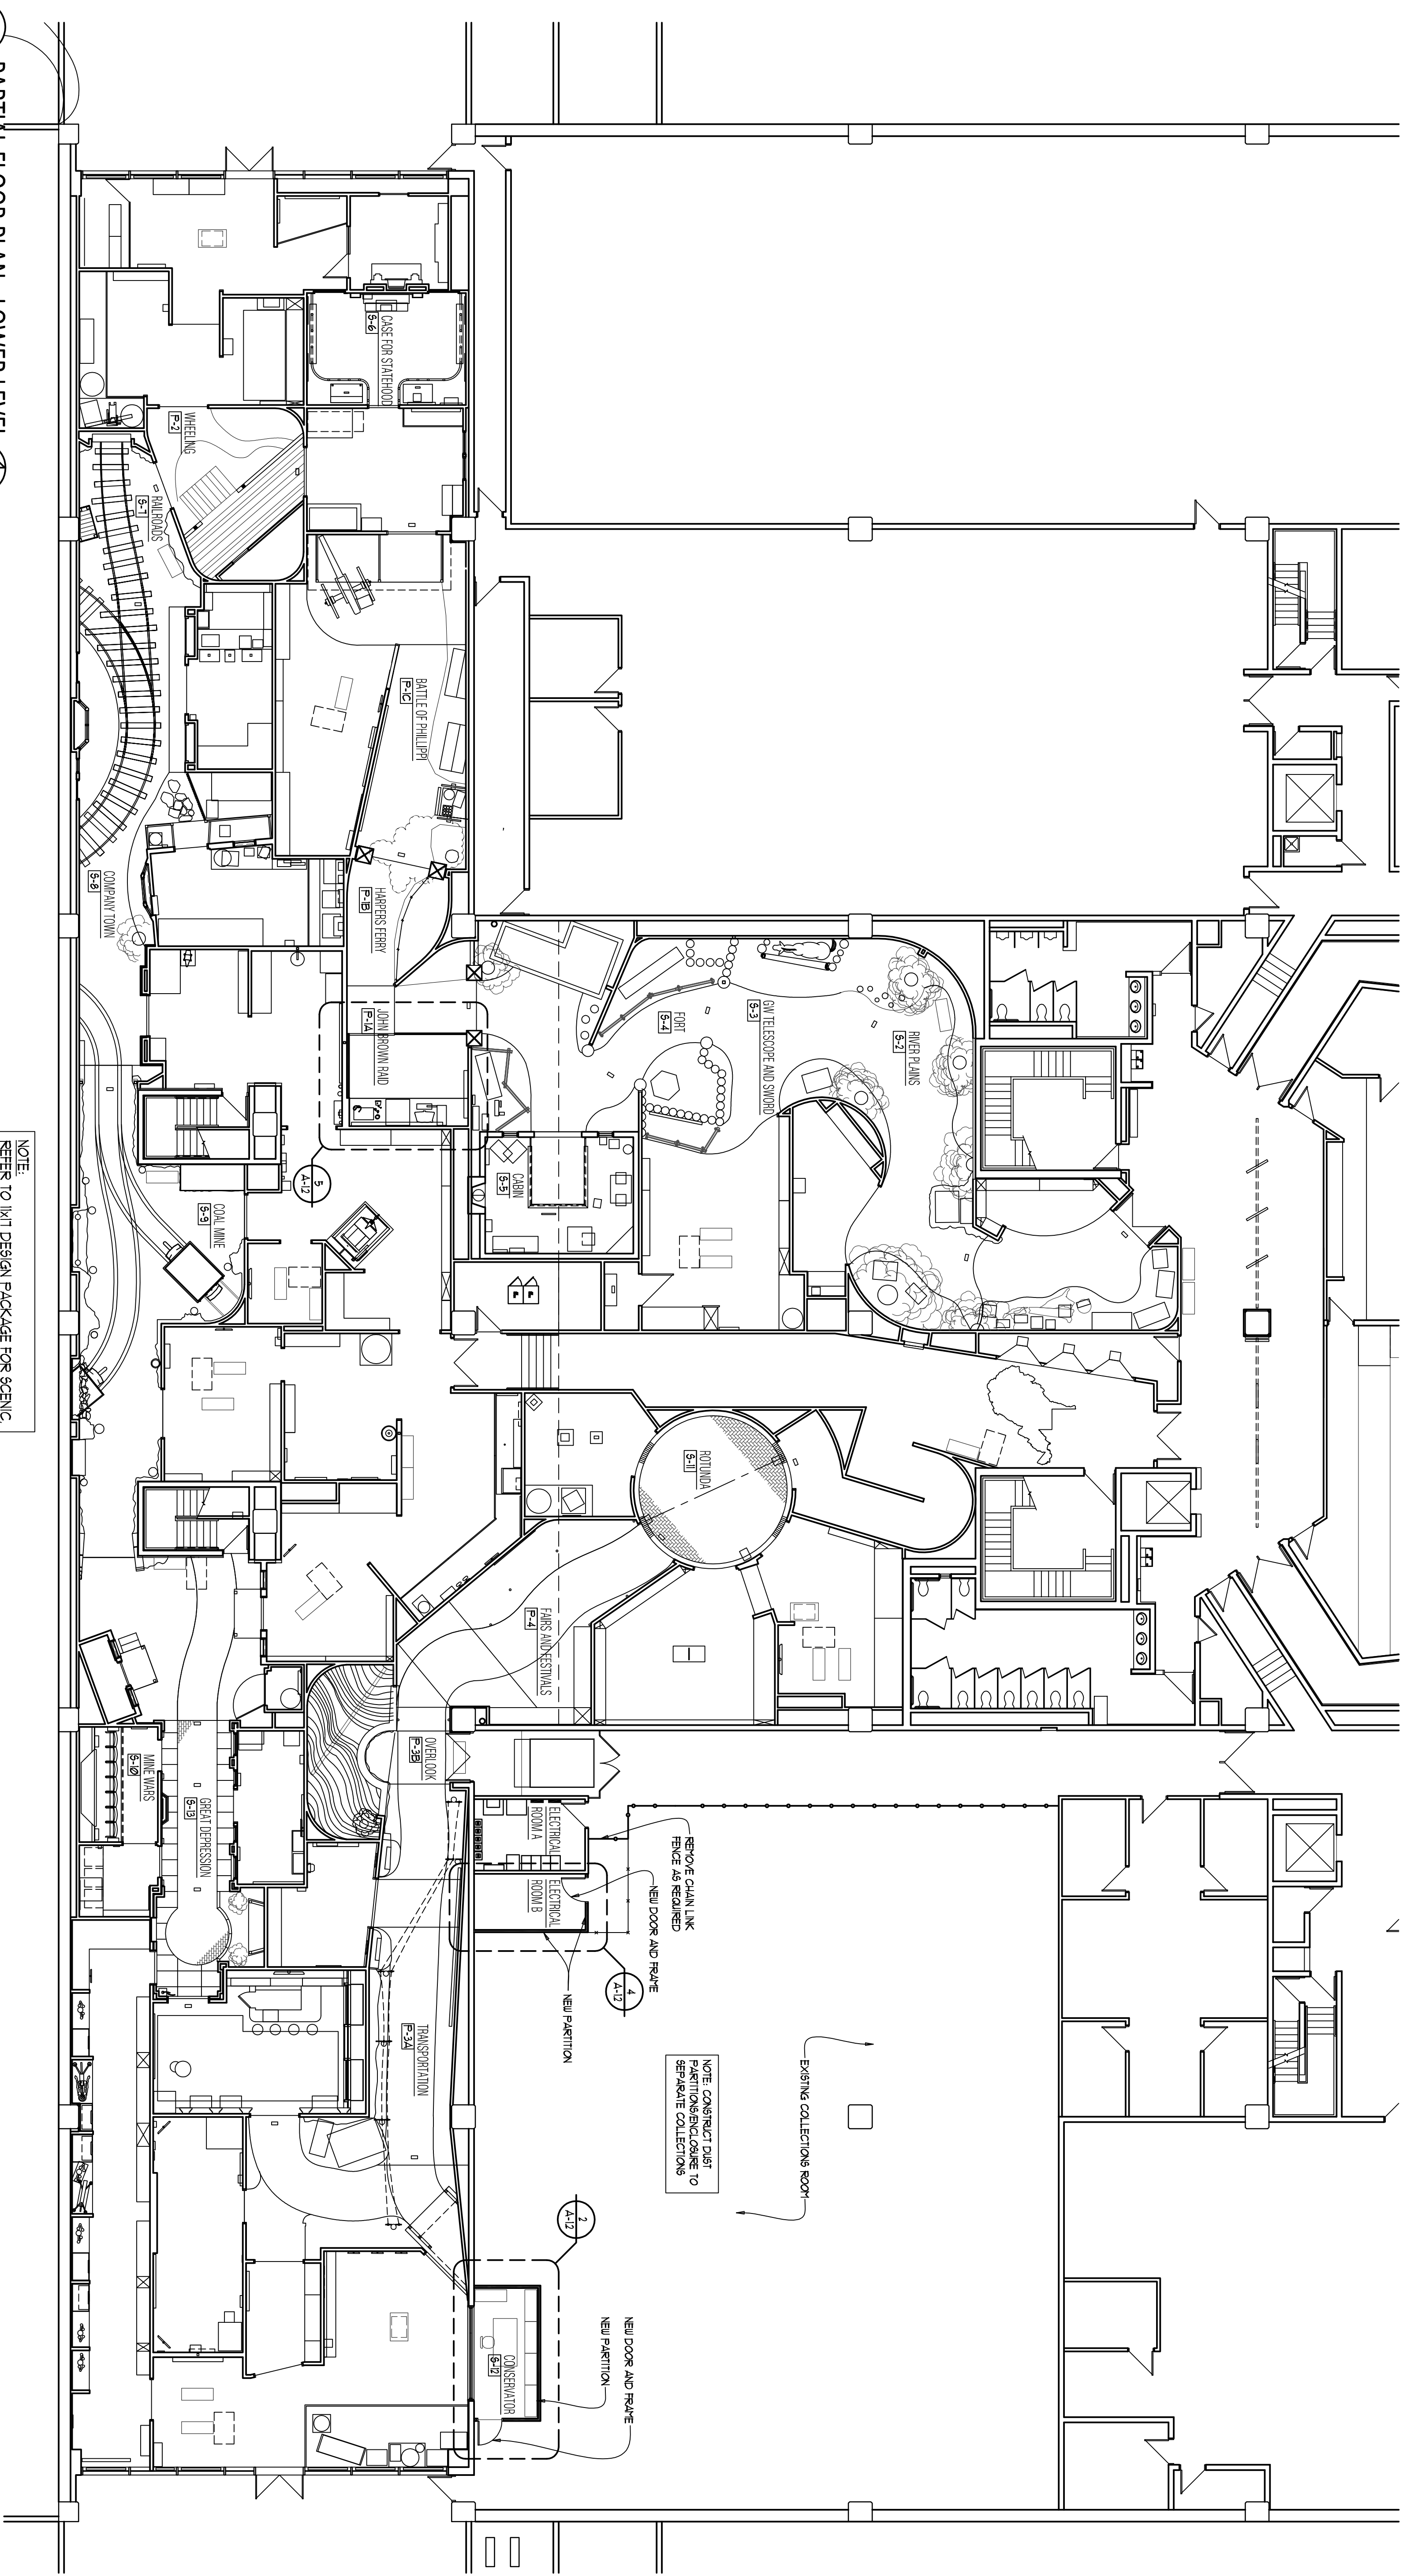 PARTIAL FLOOR PLAN - LOWER LEVEL
CASE FOR STATEHOOD
S-6
WHEELING
P-2
RAILROADS
S-7
BATTLE OF PHILLIPPI
P-1C
HARPERS FERRY
P-1B
COMPANY TOWN
S-8
JOHN BROWN RAID
P-1A
5
A-12
RIVER PLAINS
S-2
GW TELESCOPE AND SWORD
S-3
FORT
S-4
CABIN
S-5
COAL MINE
S-9
NOTE:
REFER TO 11x17 DESIGN PACKAGE FOR SCENIC,
ROTUNDA
S-11
FAIRS AND FESTIVALS
P-4
OVERLOOK
P-3B
MINE WARS
S-10
GREAT DEPRESSION
S-13
ELECTRICAL
ROOM A
ELECTRICAL
ROOM B
REMOVE CHAIN LINK
FENCE AS REQUIRED
NEW DOOR AND FRAME
NEW PARTITION
4
A-12
TRANSPORTATION
P-3A
NOTE: CONSTRUCT DUST
PARTITIONS/ENCLOSURE TO
SEPARATE COLLECTIONS
EXISTING COLLECTIONS ROOM
2
A-12
CONSERVATOR
S-12
NEW DOOR AND FRAME
NEW PARTITION